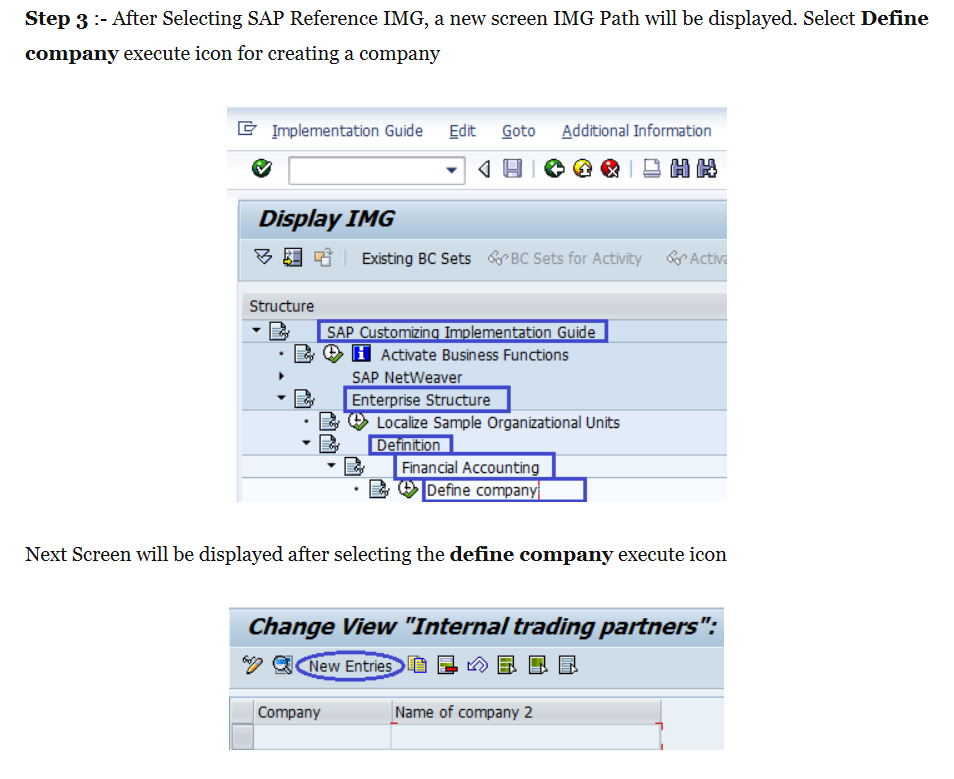 Step 3 :- After Selecting SAP Reference IMG, a new screen IMG Path will be displayed. Select Define
company execute icon for creating a company
Implementation Guide Edit Goto Additional Information
Display IMG
Existing BC Sets BC Sets for Activity
Structure
SAP Customizing Implementation Guide
Activate Business Functions
SAP NetWeaver
Enterprise Structure
Localize Sample Organizational Units
Definition
Financial Accounting
Define company
Next Screen will be displayed after selecting the define company execute icon
Change View "Internal trading partners":
New Entries
Company Name of company 2